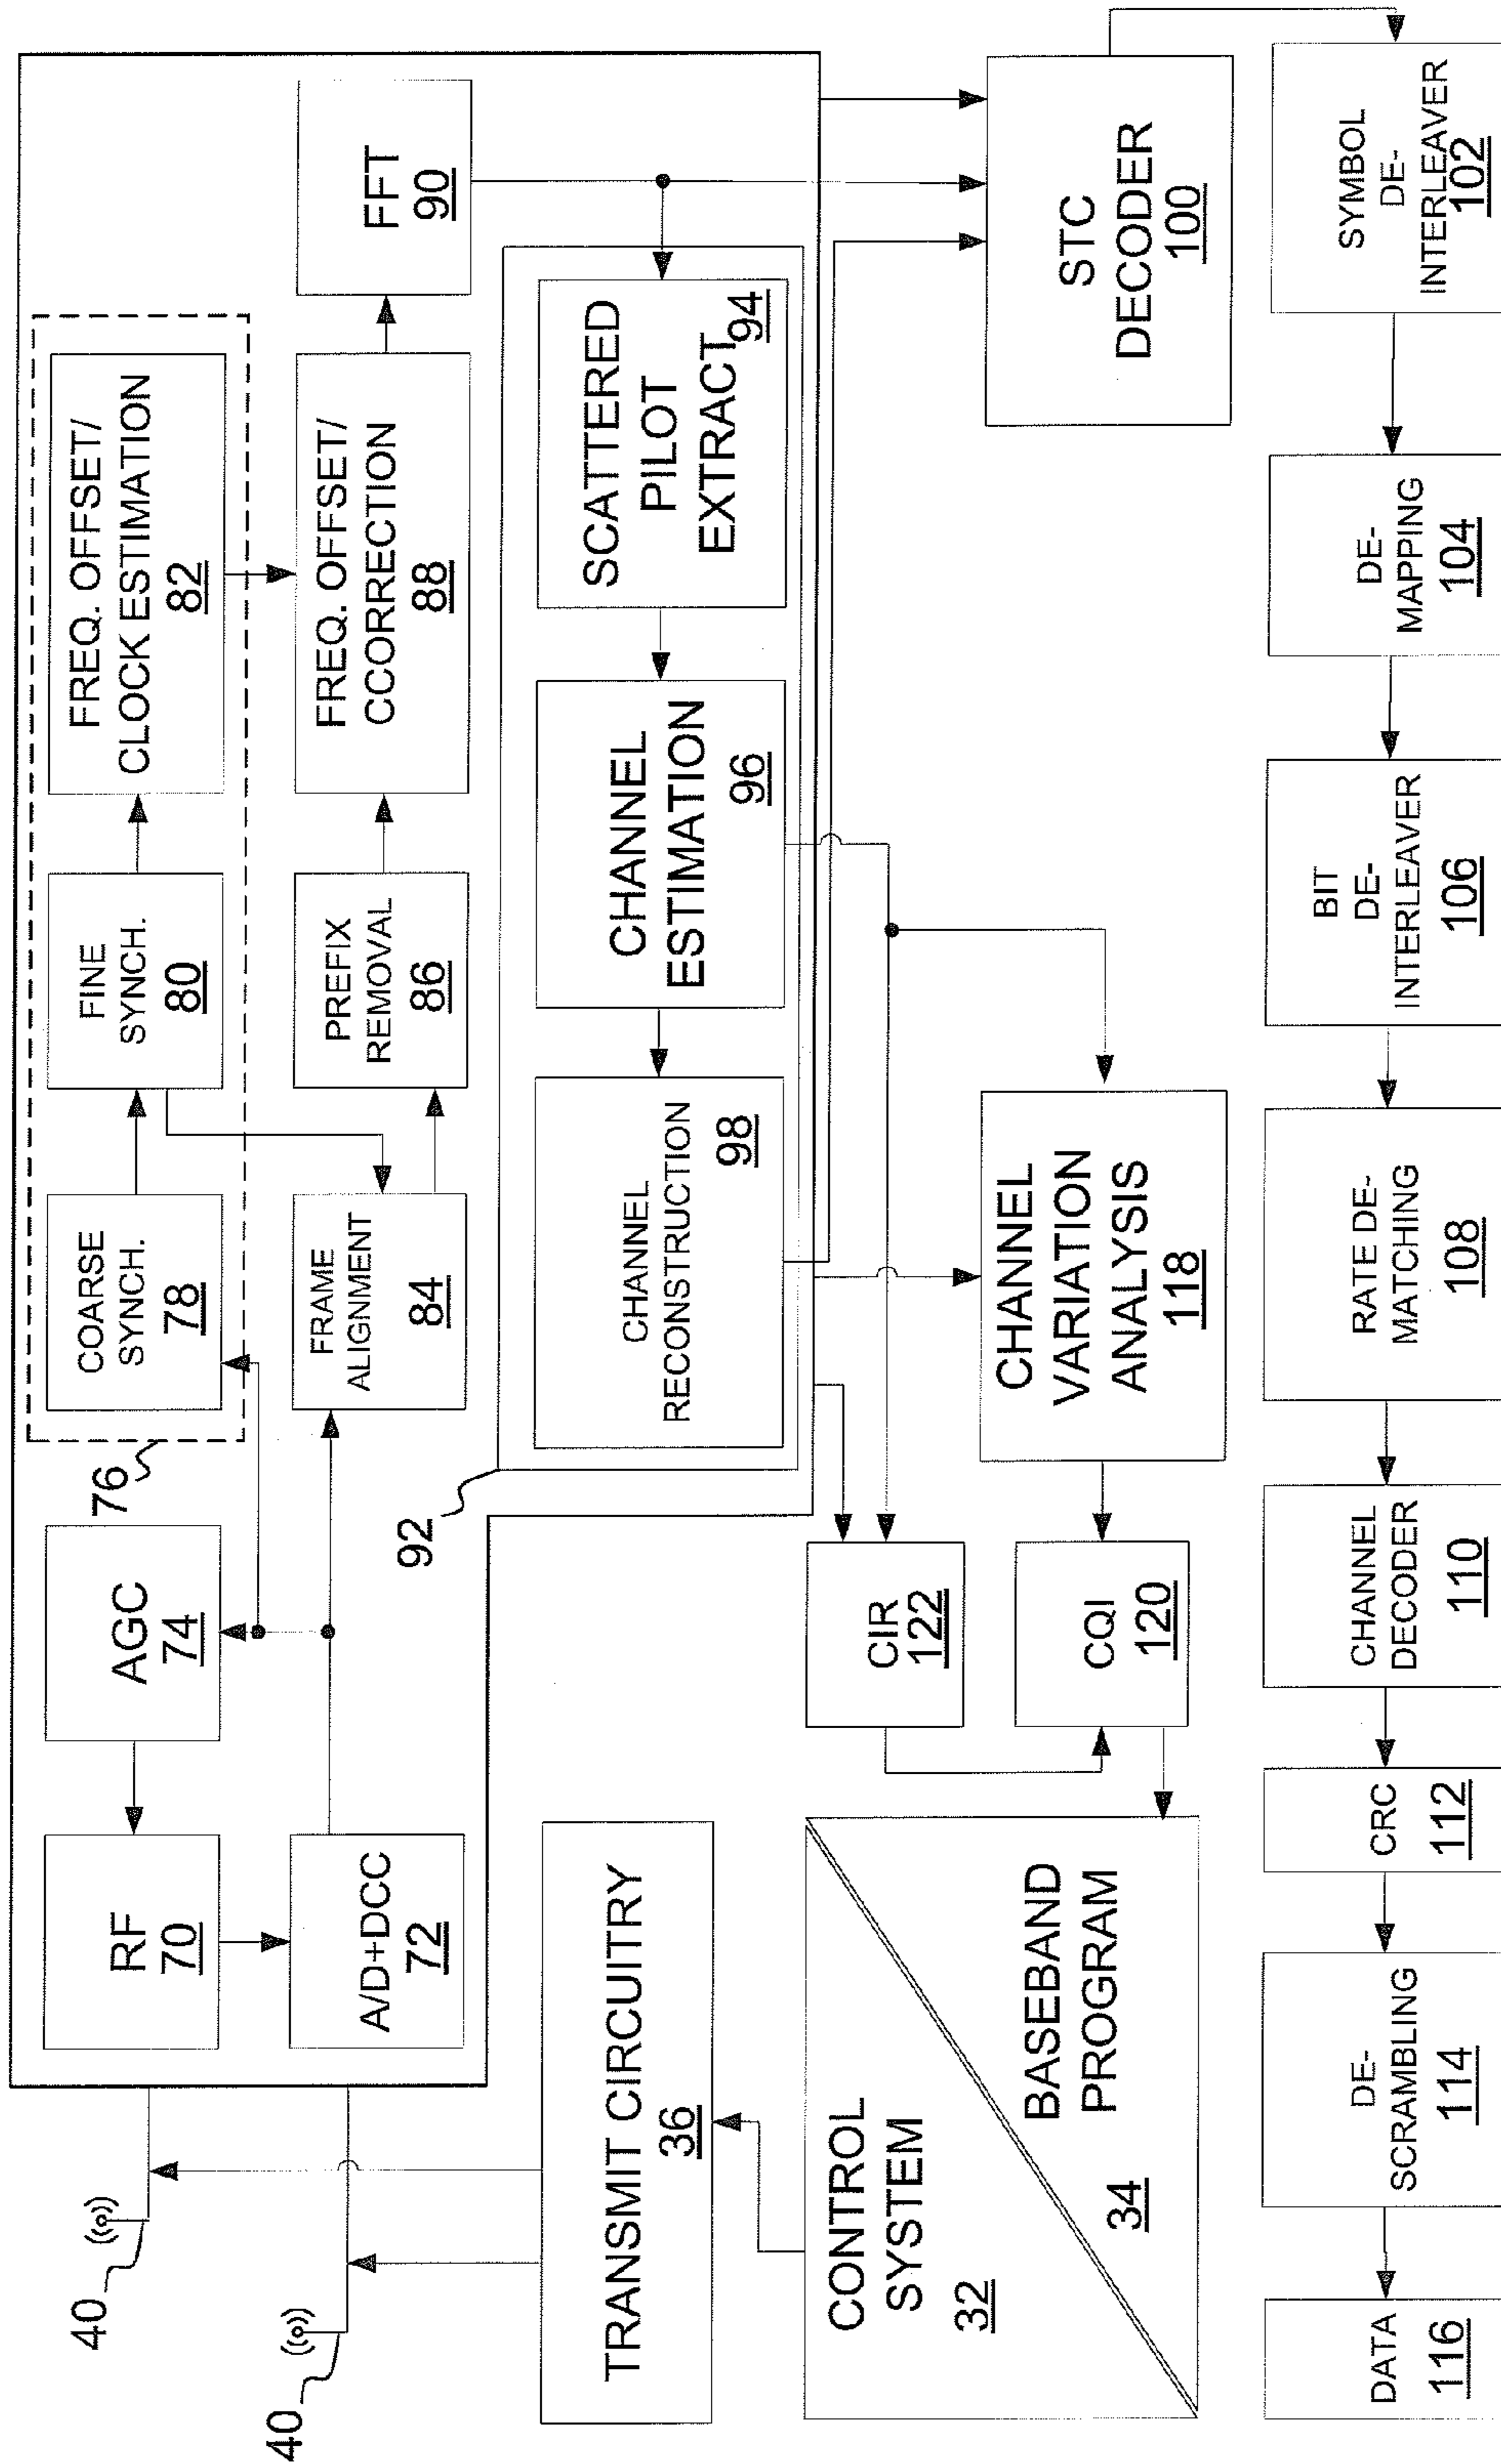 40
40
RF
70
A/D+DCC
72
AGC
74
76
COARSE
SYNCH.
78
FINE
SYNCH.
80
FREQ. OFFSET/
CLOCK ESTIMATION
82
FRAME
ALIGNMENT
84
PREFIX
REMOVAL
86
FREQ. OFFSET/
CCORRECTION
88
FFT
90
92
CHANNEL
RECONSTRUCTION
98
CHANNEL
ESTIMATION
96
SCATTERED
PILOT
EXTRACT
94
TRANSMIT CIRCUITRY
36
CONTROL
SYSTEM
32
BASEBAND
PROGRAM
34
CIR
122
CQI
120
CHANNEL
VARIATION
ANALYSIS
118
STC
DECODER
100
DATA
116
DE-
SCRAMBLING
114
CRC
112
CHANNEL
DECODER
110
RATE DE-
MATCHING
108
BIT
DE-
INTERLEAVER
106
DE-
MAPPING
104
SYMBOL
DE-
INTERLEAVER
102